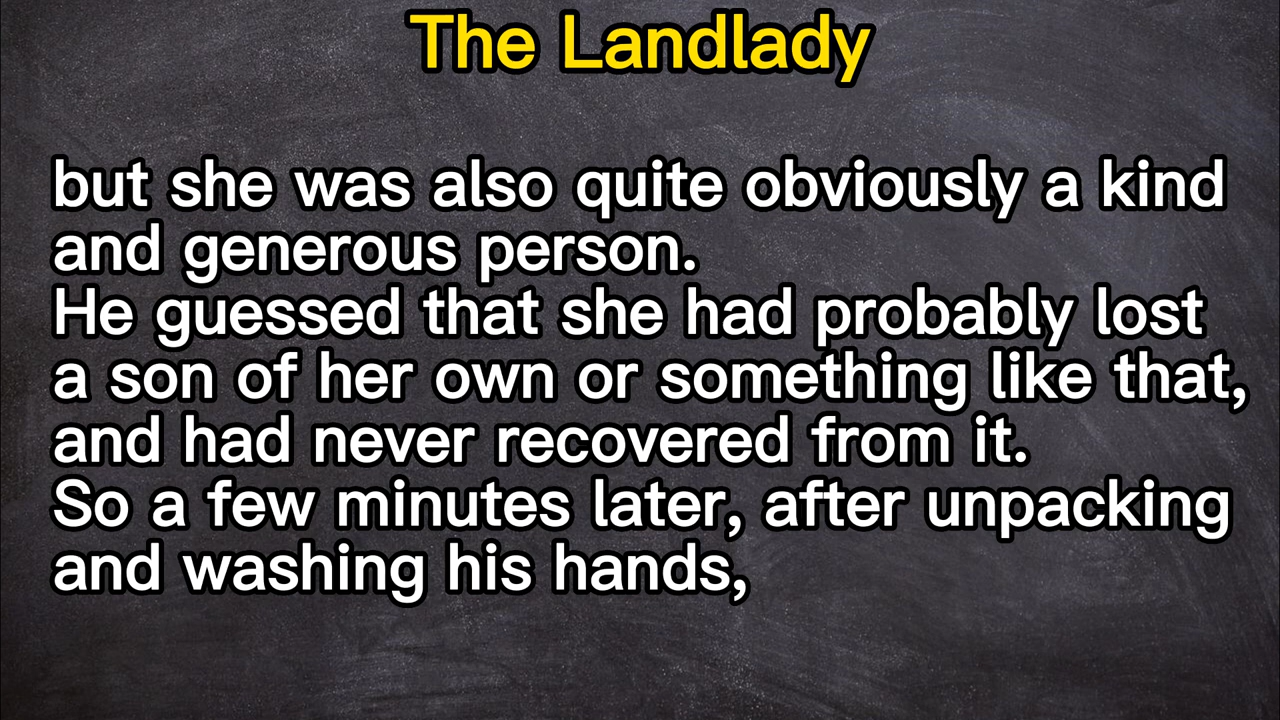 The Landlady
but she was also quite obviously a kind
and generous person.
He guessed that she had probably lost
a son of her own or something like that,
and had never recovered from it.
So a few minutes later, after unpacking
and washing his hands,